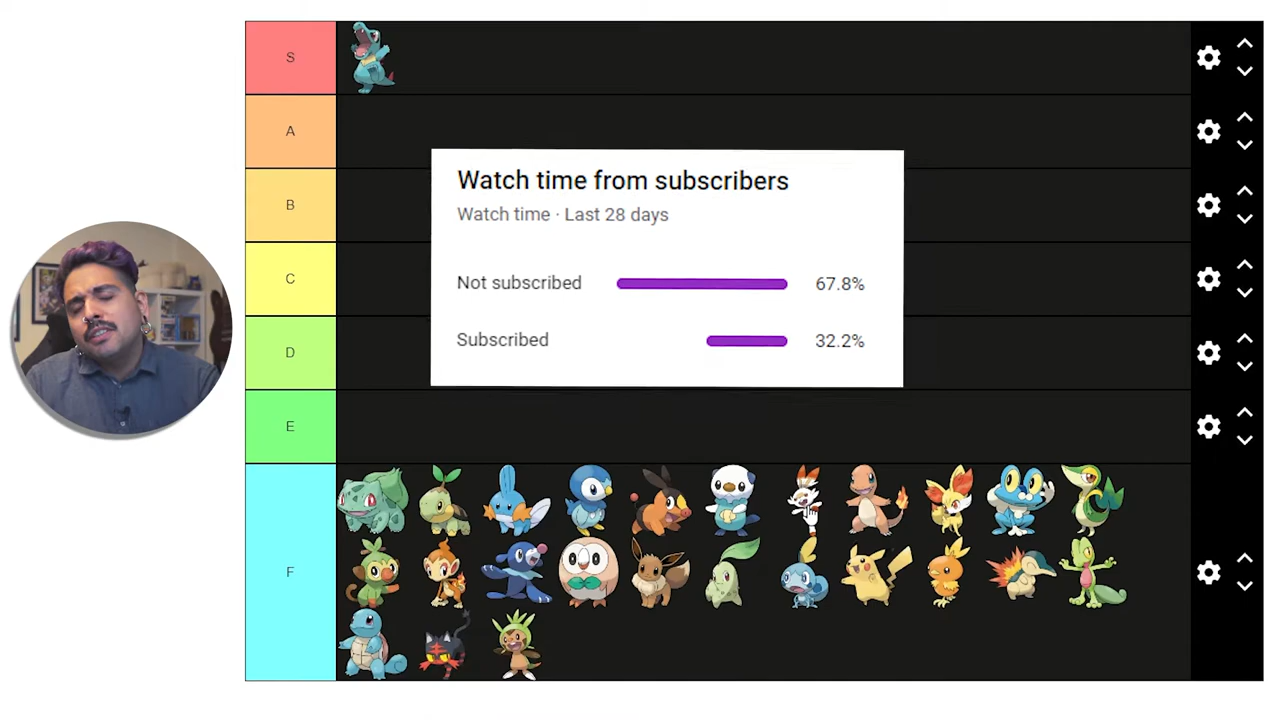 S
A
B
C
D
E
F
Watch time from subscribers
Watch time · Last 28 days
Not subscribed 67.8%
Subscribed 32.2%